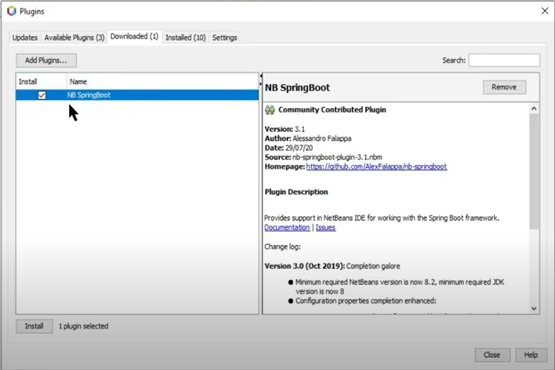 Plugins
Updates Available Plugins (3) Downloaded (1) Installed (10) Settings
Add Plugins... Search:
Install Name
NB SpringBoot
NB SpringBoot Remove
Community Contributed Plugin
Version: 3.1
Author: Alessandro Falappa
Date: 29/07/20
Source: nb-springboot-plugin-3.1.nbm
Homepage: https://github.com/AlexFalappa/nb-springboot
Plugin Description
Provides support in NetBeans IDE for working with the Spring Boot framework.
Documentation | Issues
Change log:
Version 3.0 (Oct 2019): Completion galore
Minimum required NetBeans version is now 8.2, minimum required JDK
version is now 8
Configuration properties completion enhanced:
Install 1 plugin selected
Close Help